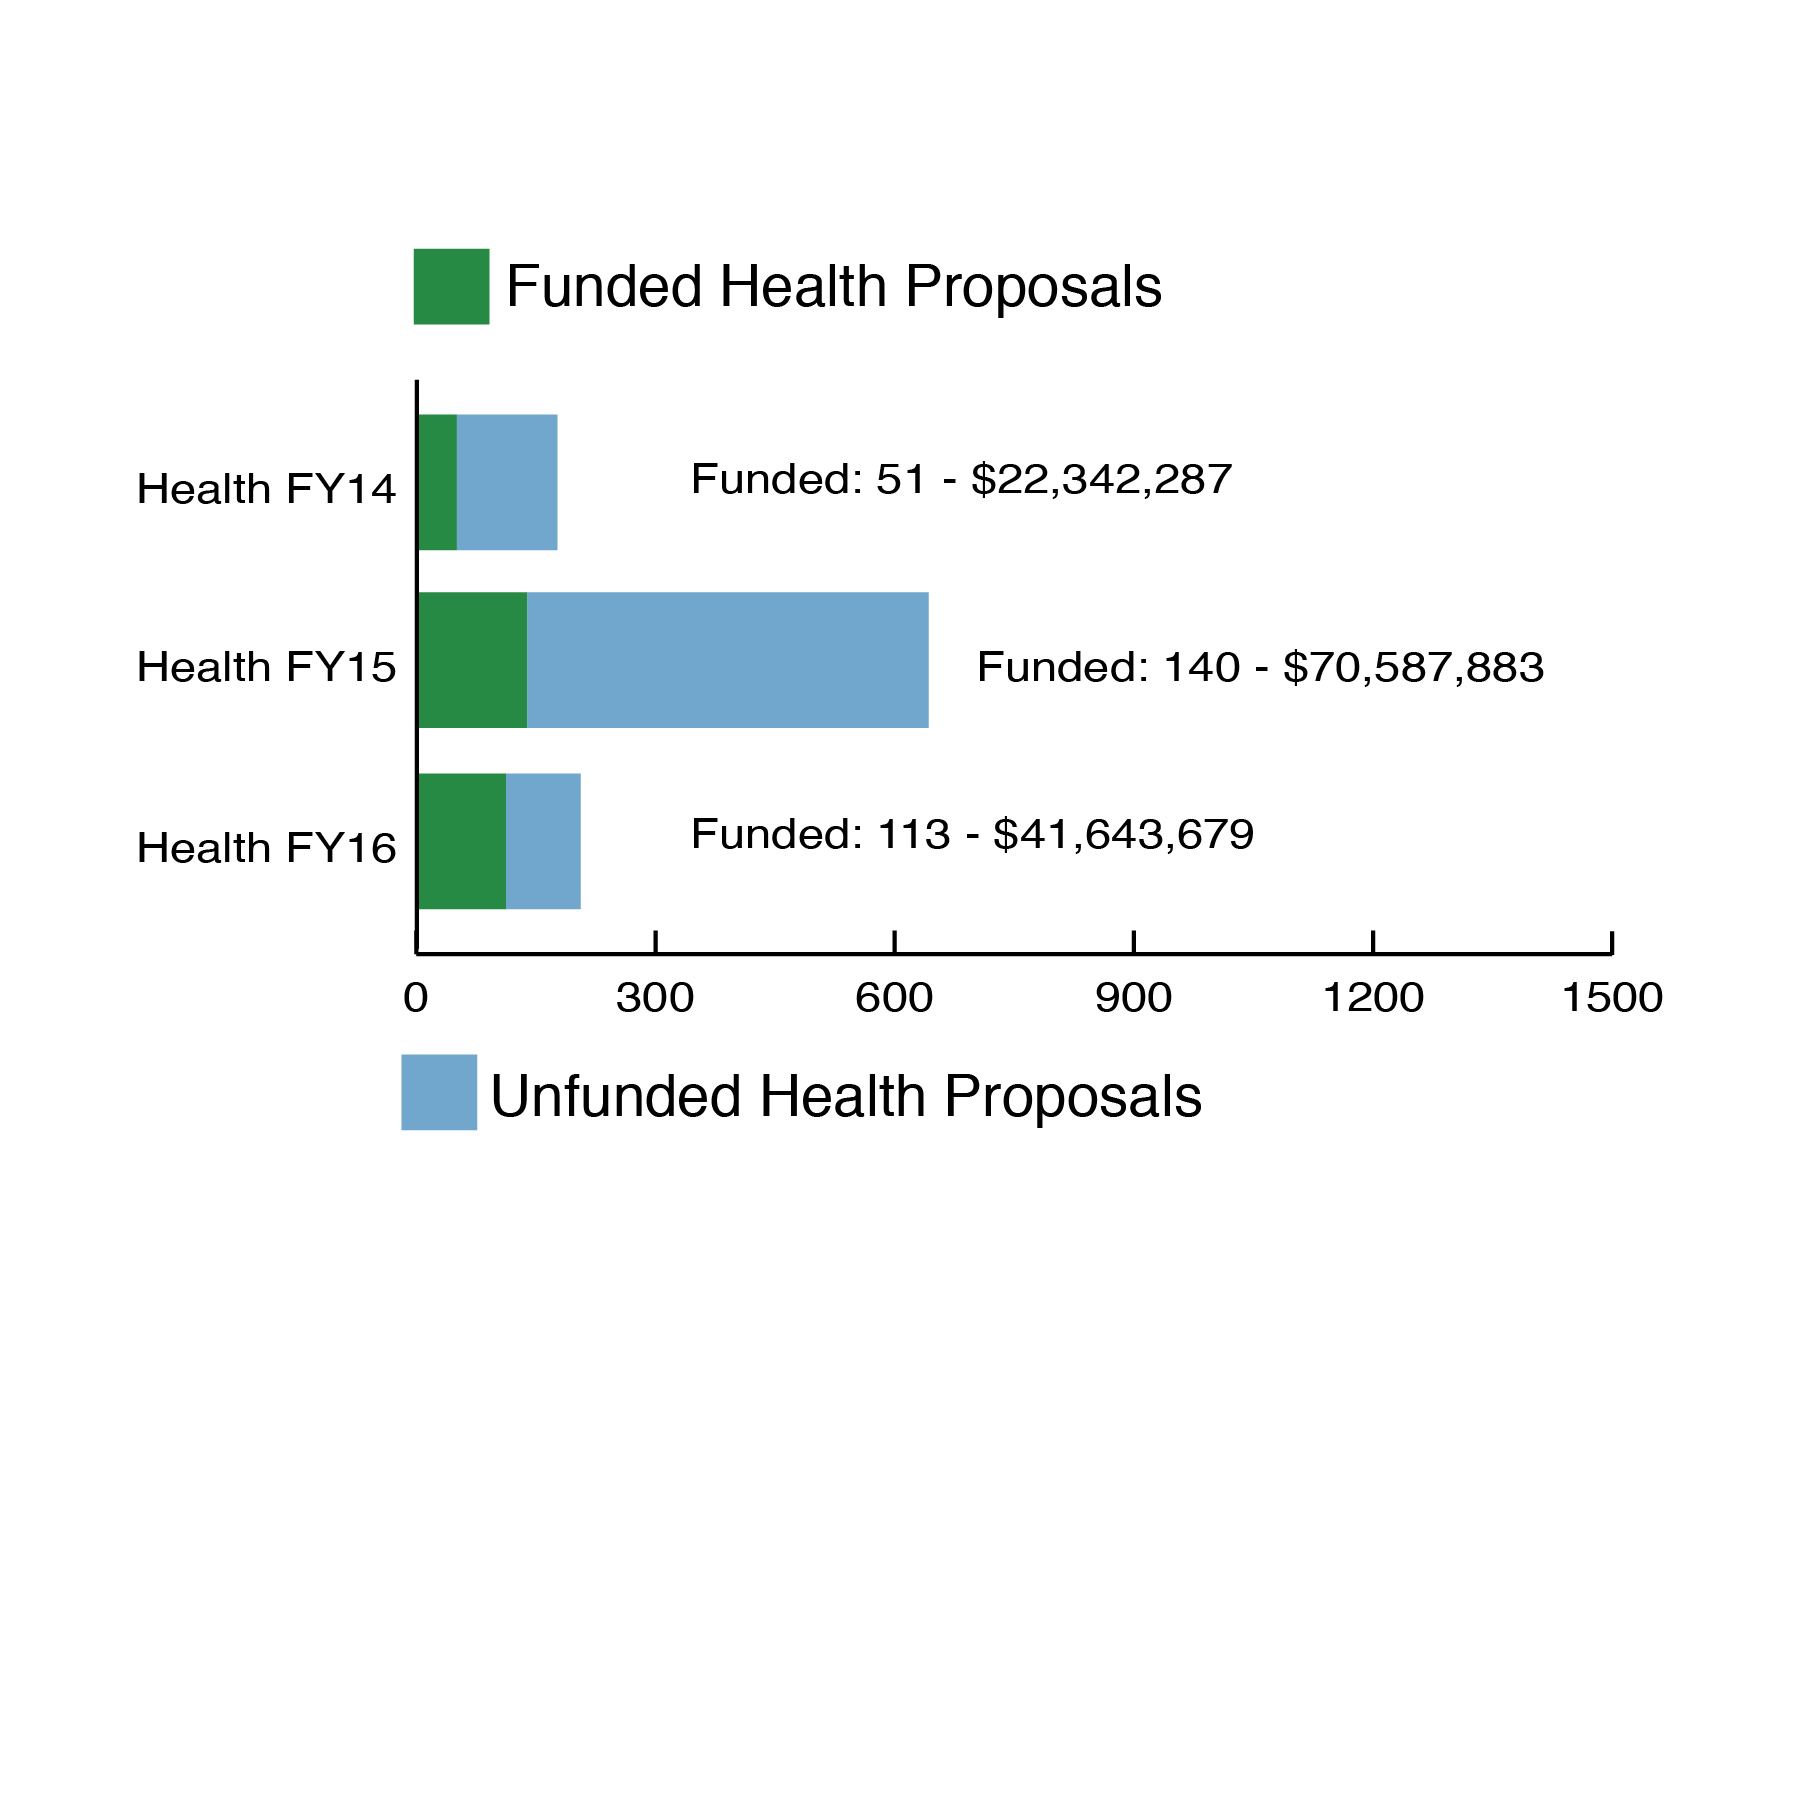 Funded Health Proposals
Health FY14
Funded: 51 - $22,342,287
Health FY15
Funded: 140 - $70,587,883
Health FY16
Funded: 113 - $41,643,679
0 300 600 900 1200 1500
Unfunded Health Proposals